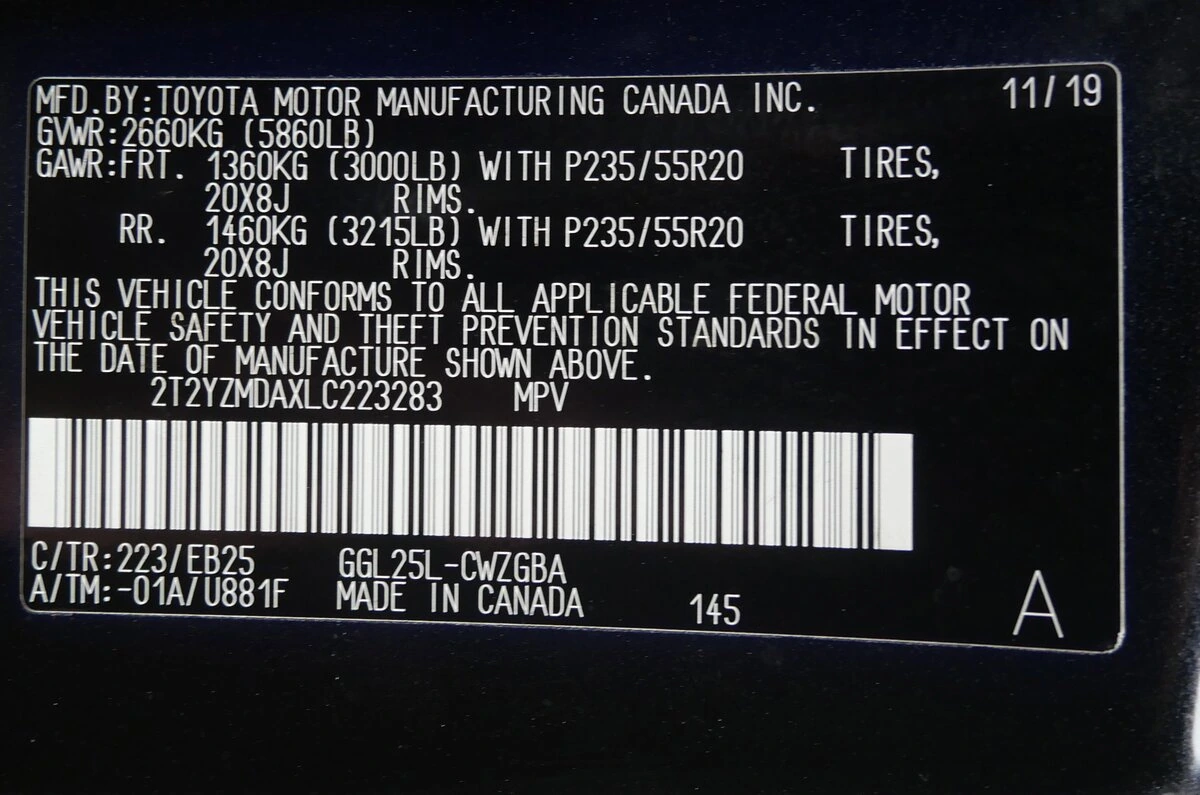 MFD.BY:TOYOTA MOTOR MANUFACTURING CANADA INC. 11/19
GVWR:2660KG (5860LB)
GAWR:FRT. 1360KG (3000LB) WITH P235/55R20 TIRES,
20X8J RIMS.
RR. 1460KG (3215LB) WITH P235/55R20 TIRES,
20X8J RIMS.
THIS VEHICLE CONFORMS TO ALL APPLICABLE FEDERAL MOTOR
VEHICLE SAFETY AND THEFT PREVENTION STANDARDS IN EFFECT ON
THE DATE OF MANUFACTURE SHOWN ABOVE.
2T2YZMDAXLC223283 MPV
C/TR:223/EB25 GGL25L-CWZGBA
A/TM:-01A/U881F MADE IN CANADA 145 A